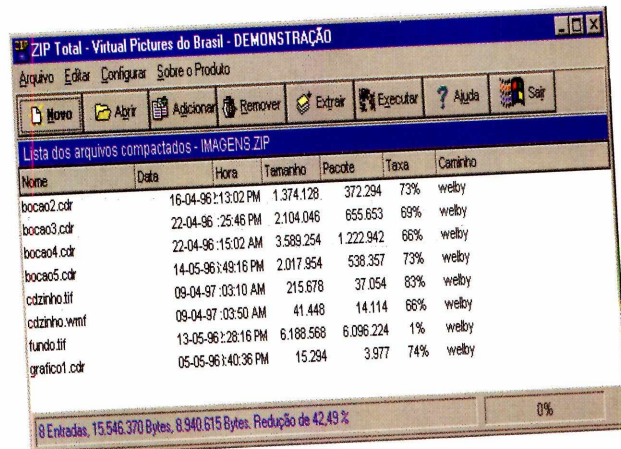 ZIP Total - Virtual Pictures do Brasil - DEMONSTRAÇÃO
Arquivo Editar Configurar Sobre o Produto
Novo Abrir Adicionar Remover Extrair Executar Ajuda Sair
Lista dos arquivos compactados - IMAGENS.ZIP
Nome Data Hora Tamanho Pacote Taxa Caminho
bocao2.cdr 16-04-96 :13:02 PM 1.374.128 372.294 73% welby
bocao3.cdr 22-04-96 :25:46 PM 2.104.046 655.653 69% welby
bocao4.cdr 22-04-96 :15:02 AM 3.589.254 1.222.942 66% welby
bocao5.cdr 14-05-96 :49:16 PM 2.017.954 538.357 73% welby
cdzinho.tif 09-04-97 :03:10 AM 215.678 37.054 83% welby
cdzinho.wmf 09-04-97 :03:50 AM 41.448 14.114 66% welby
fundo.tif 13-05-96 :28:16 PM 6.188.568 6.096.224 1% welby
grafico1.cdr 05-05-96 :40:36 PM 15.294 3.977 74% welby
8 Entradas, 15.546.370 Bytes, 8.940.615 Bytes. Redução de 42,49 % 0%